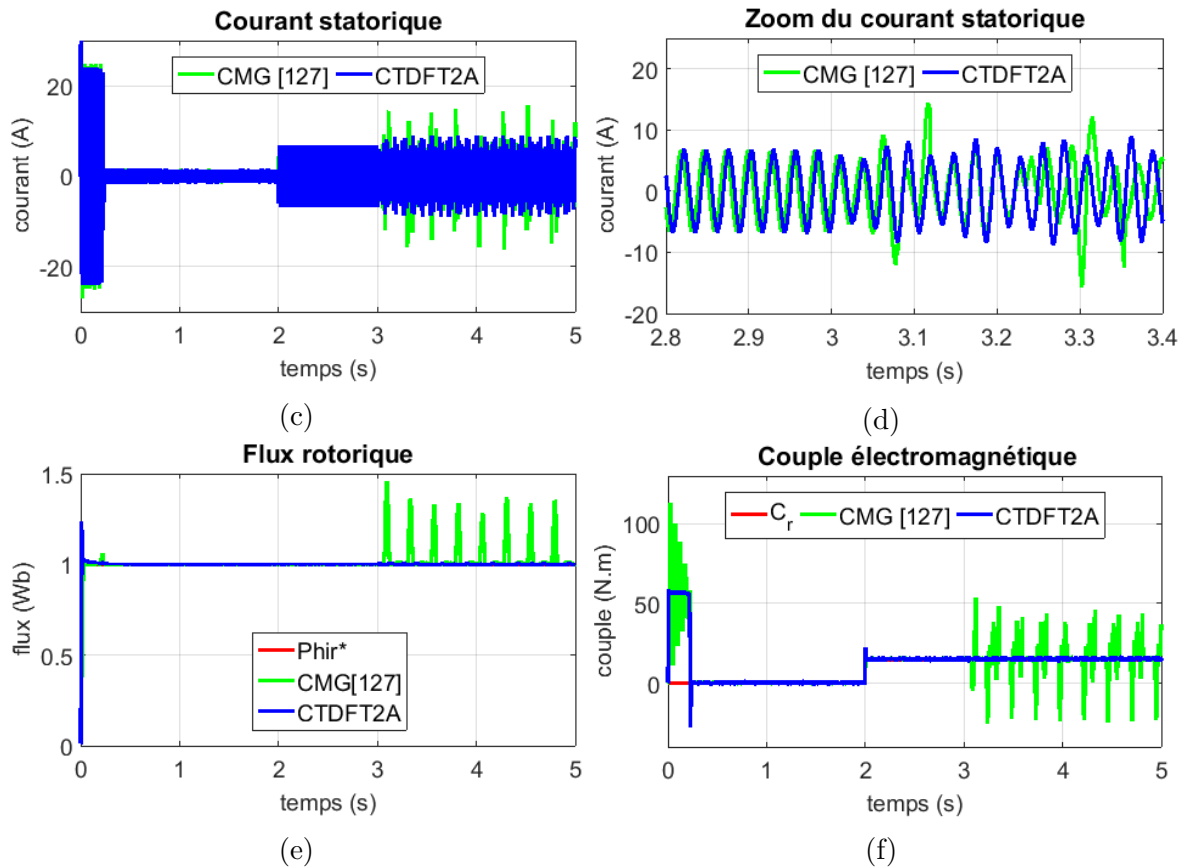 Courant statorique
CMG [127] CTDFT2A
courant (A)
20
0
-20
0 1 2 3 4 5
temps (s)
(c)
Zoom du courant statorique
CMG [127] CTDFT2A
courant (A)
20
10
0
-10
-20
2.8 2.9 3 3.1 3.2 3.3 3.4
temps (s)
(d)
Flux rotorique
flux (Wb)
1.5
1
0.5
0
Phir*
CMG[127]
CTDFT2A
0 1 2 3 4 5
temps (s)
(e)
Couple électromagnétique
C_r CMG [127] CTDFT2A
couple (N.m)
100
50
0
0 1 2 3 4 5
temps (s)
(f)